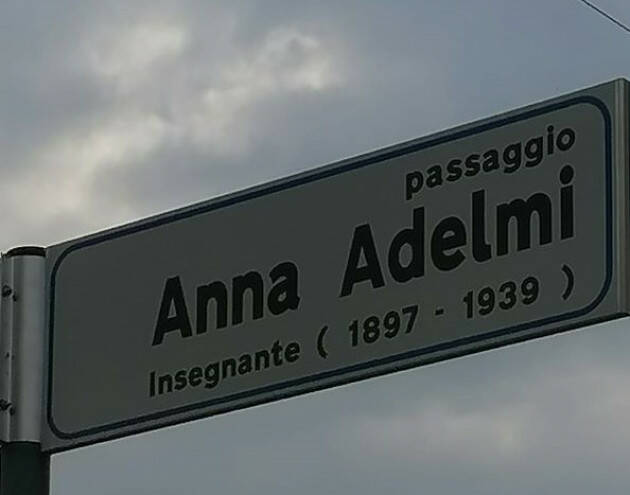 passaggio
Anna Adelmi
Insegnante ( 1897 - 1939 )